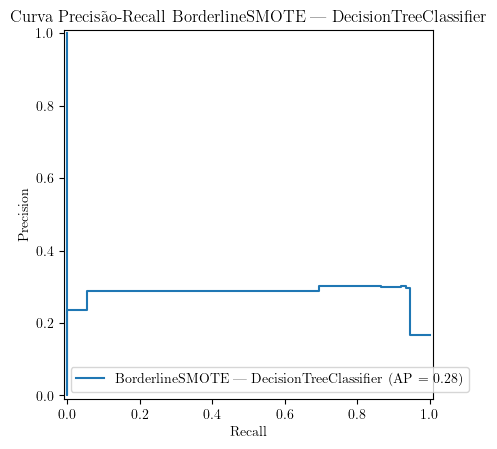 Curva Precisão-Recall BorderlineSMOTE — DecisionTreeClassifier
1.0
0.8
0.6
0.4
0.2
0.0
Precision
BorderlineSMOTE — DecisionTreeClassifier (AP = 0.28)
0.0 0.2 0.4 0.6 0.8 1.0
Recall